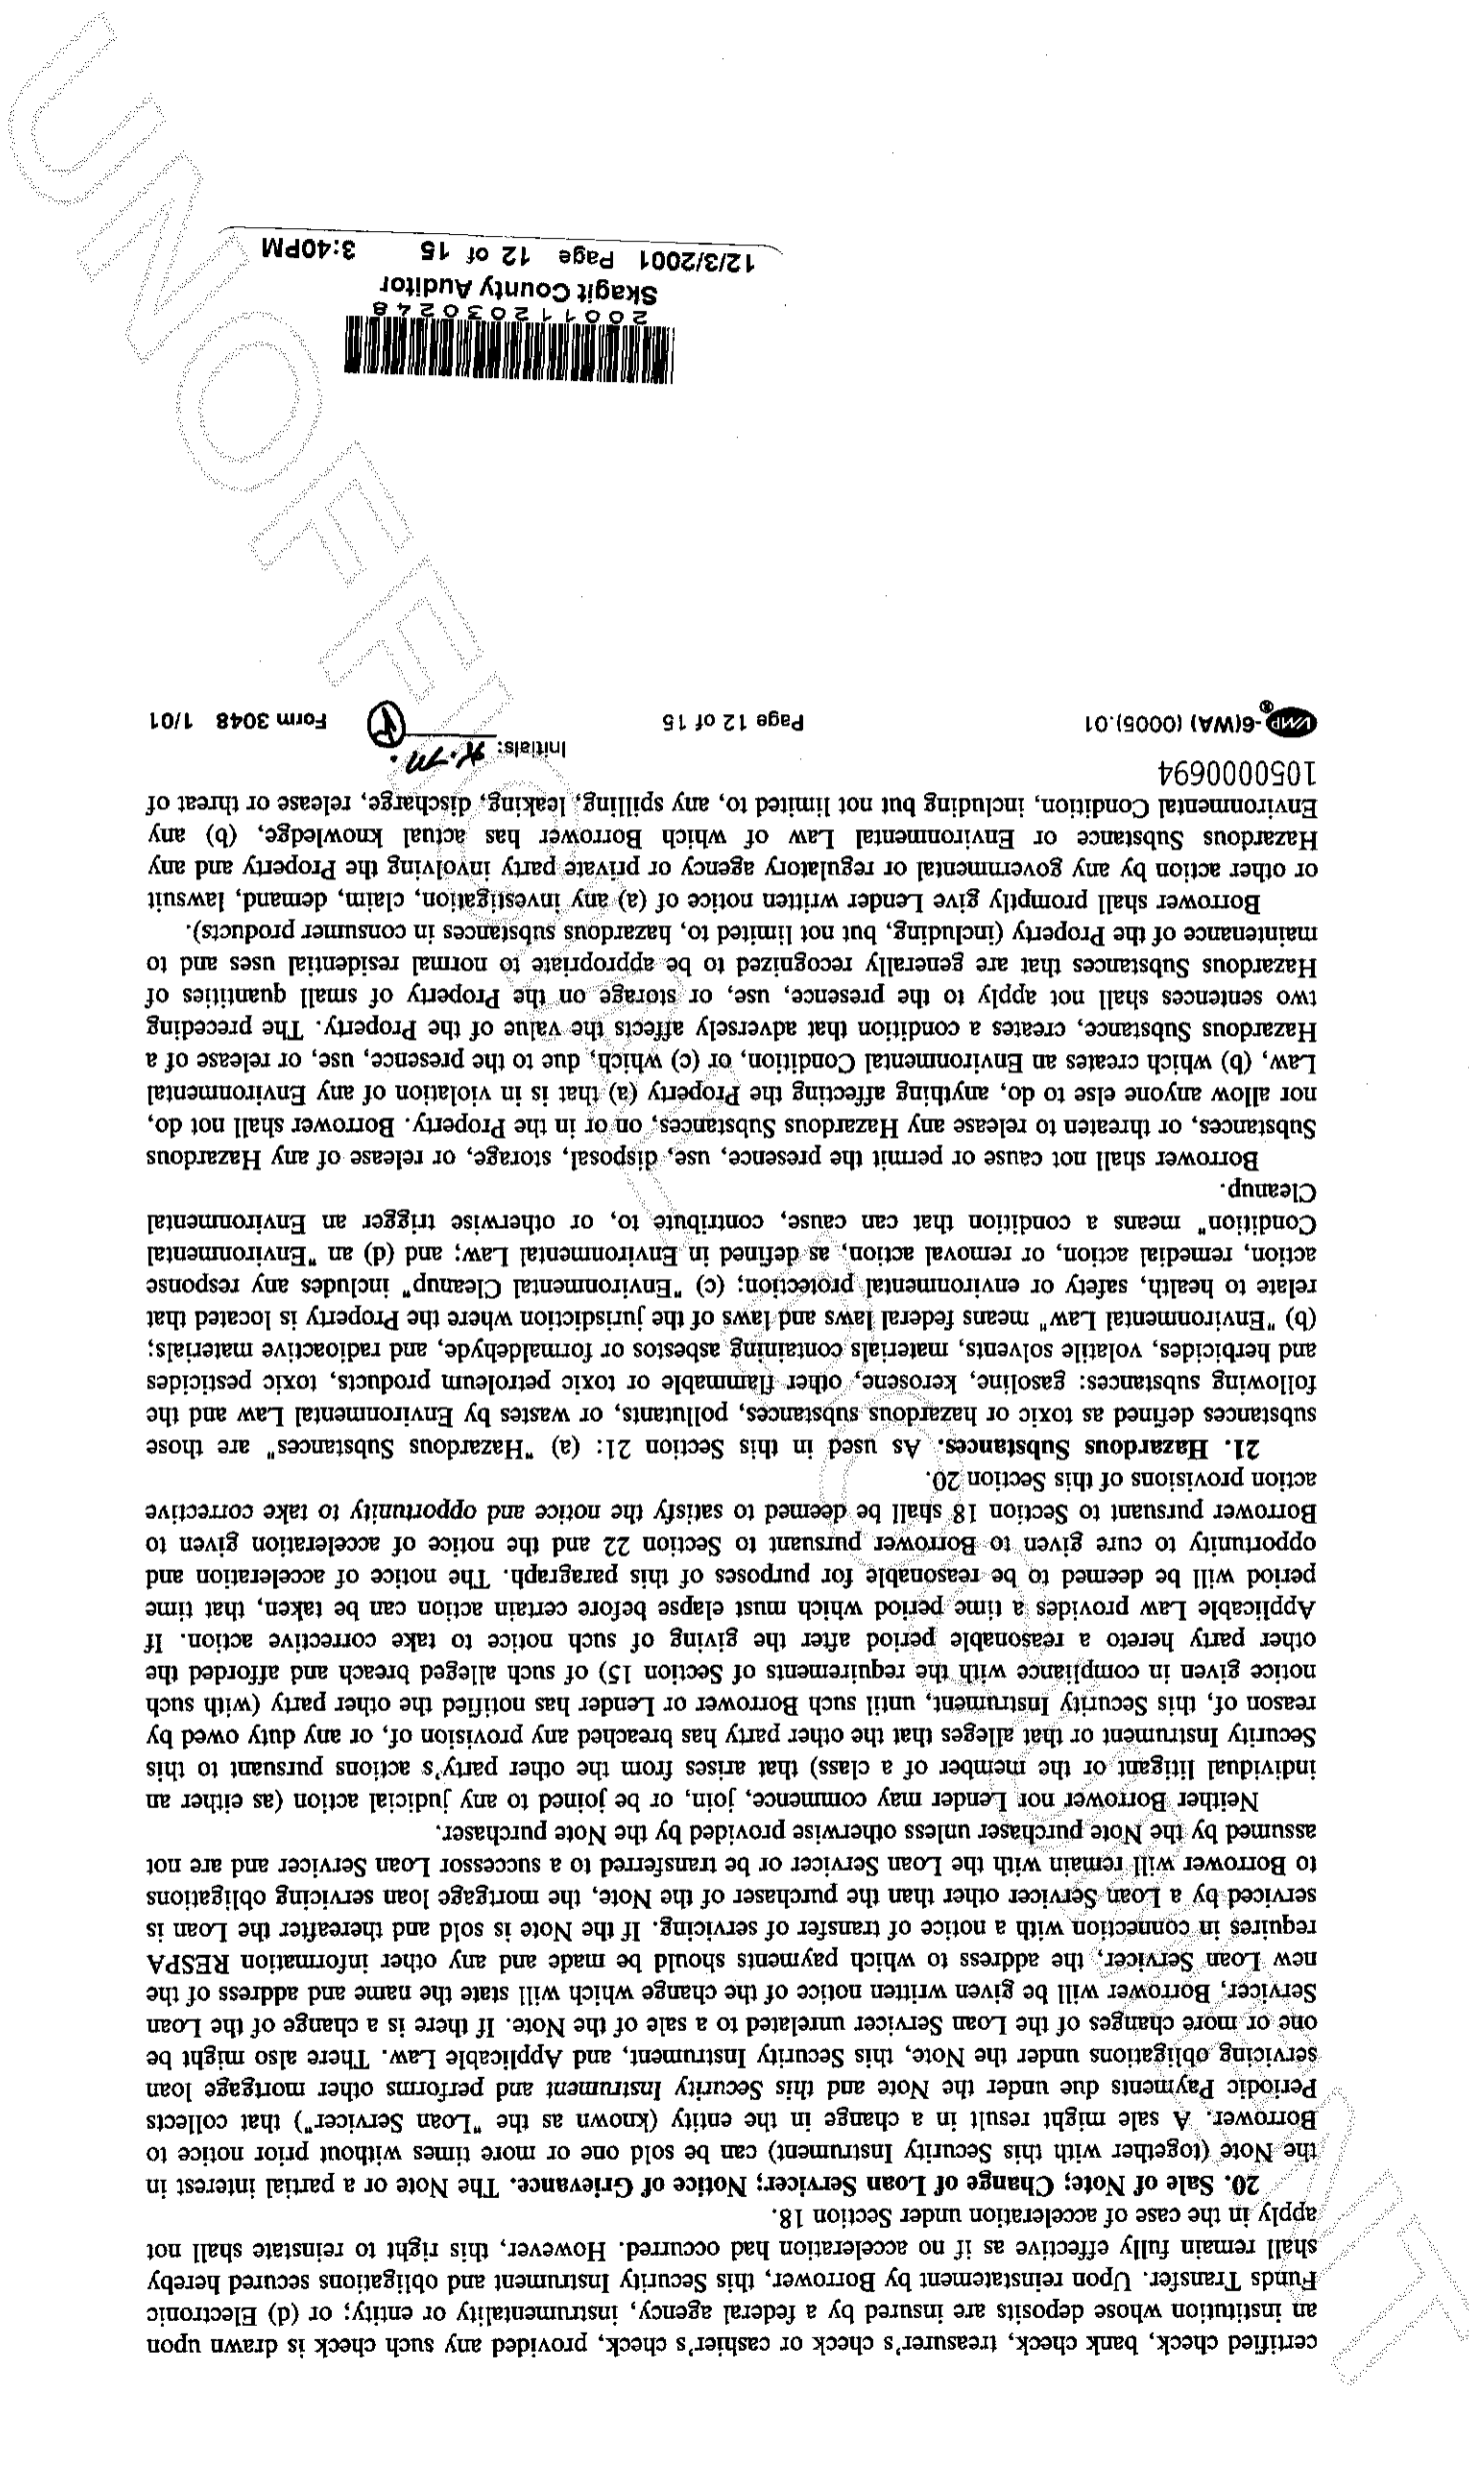 certified check, bank check, treasurer's check or cashier's check, provided any such check is drawn upon
an institution whose deposits are insured by a federal agency, instrumentality or entity; or (d) Electronic
Funds Transfer. Upon reinstatement by Borrower, this Security Instrument and obligations secured hereby
shall remain fully effective as if no acceleration had occurred. However, this right to reinstate shall not
apply in the case of acceleration under Section 18.
20. Sale of Note; Change of Loan Servicer; Notice of Grievance. The Note or a partial interest in
the Note (together with this Security Instrument) can be sold one or more times without prior notice to
Borrower. A sale might result in a change in the entity (known as the "Loan Servicer") that collects
Periodic Payments due under the Note and this Security Instrument and performs other mortgage loan
servicing obligations under the Note, this Security Instrument, and Applicable Law. There also might be
one or more changes of the Loan Servicer unrelated to a sale of the Note. If there is a change of the Loan
Servicer, Borrower will be given written notice of the change which will state the name and address of the
new Loan Servicer, the address to which payments should be made and any other information RESPA
requires in connection with a notice of transfer of servicing. If the Note is sold and thereafter the Loan is
serviced by a Loan Servicer other than the purchaser of the Note, the mortgage loan servicing obligations
to Borrower will remain with the Loan Servicer or be transferred to a successor Loan Servicer and are not
assumed by the Note purchaser unless otherwise provided by the Note purchaser.
Neither Borrower nor Lender may commence, join, or be joined to any judicial action (as either an
individual litigant or the member of a class) that arises from the other party's actions pursuant to this
Security Instrument or that alleges that the other party has breached any provision of, or any duty owed by
reason of, this Security Instrument, until such Borrower or Lender has notified the other party (with such
notice given in compliance with the requirements of Section 15) of such alleged breach and afforded the
other party hereto a reasonable period after the giving of such notice to take corrective action. If
Applicable Law provides a time period which must elapse before certain action can be taken, that time
period will be deemed to be reasonable for purposes of this paragraph. The notice of acceleration and
opportunity to cure given to Borrower pursuant to Section 22 and the notice of acceleration given to
Borrower pursuant to Section 18 shall be deemed to satisfy the notice and opportunity to take corrective
action provisions of this Section 20.
21. Hazardous Substances. As used in this Section 21: (a) "Hazardous Substances" are those
substances defined as toxic or hazardous substances, pollutants, or wastes by Environmental Law and the
following substances: gasoline, kerosene, other flammable or toxic petroleum products, toxic pesticides
and herbicides, volatile solvents, materials containing asbestos or formaldehyde, and radioactive materials;
(b) "Environmental Law" means federal laws and laws of the jurisdiction where the Property is located that
relate to health, safety or environmental protection; (c) "Environmental Cleanup" includes any response
action, remedial action, or removal action, as defined in Environmental Law; and (d) an "Environmental
Condition" means a condition that can cause, contribute to, or otherwise trigger an Environmental
Cleanup.
Borrower shall not cause or permit the presence, use, disposal, storage, or release of any Hazardous
Substances, or threaten to release any Hazardous Substances, on or in the Property. Borrower shall not do,
nor allow anyone else to do, anything affecting the Property (a) that is in violation of any Environmental
Law, (b) which creates an Environmental Condition, or (c) which, due to the presence, use, or release of a
Hazardous Substance, creates a condition that adversely affects the value of the Property. The preceding
two sentences shall not apply to the presence, use, or storage on the Property of small quantities of
Hazardous Substances that are generally recognized to be appropriate to normal residential uses and to
maintenance of the Property (including, but not limited to, hazardous substances in consumer products).
Borrower shall promptly give Lender written notice of (a) any investigation, claim, demand, lawsuit
or other action by any governmental or regulatory agency or private party involving the Property and any
Hazardous Substance or Environmental Law of which Borrower has actual knowledge, (b) any
Environmental Condition, including but not limited to, any spilling, leaking, discharge, release or threat of
1050000694
Initials: H.M.
VMP®-6(WA) (0005).01 Page 12 of 15 Form 3048 1/01
200112030248
Skagit County Auditor
12/3/2001 Page 12 of 15 3:40PM
UNOFFICIAL DOCUMENT